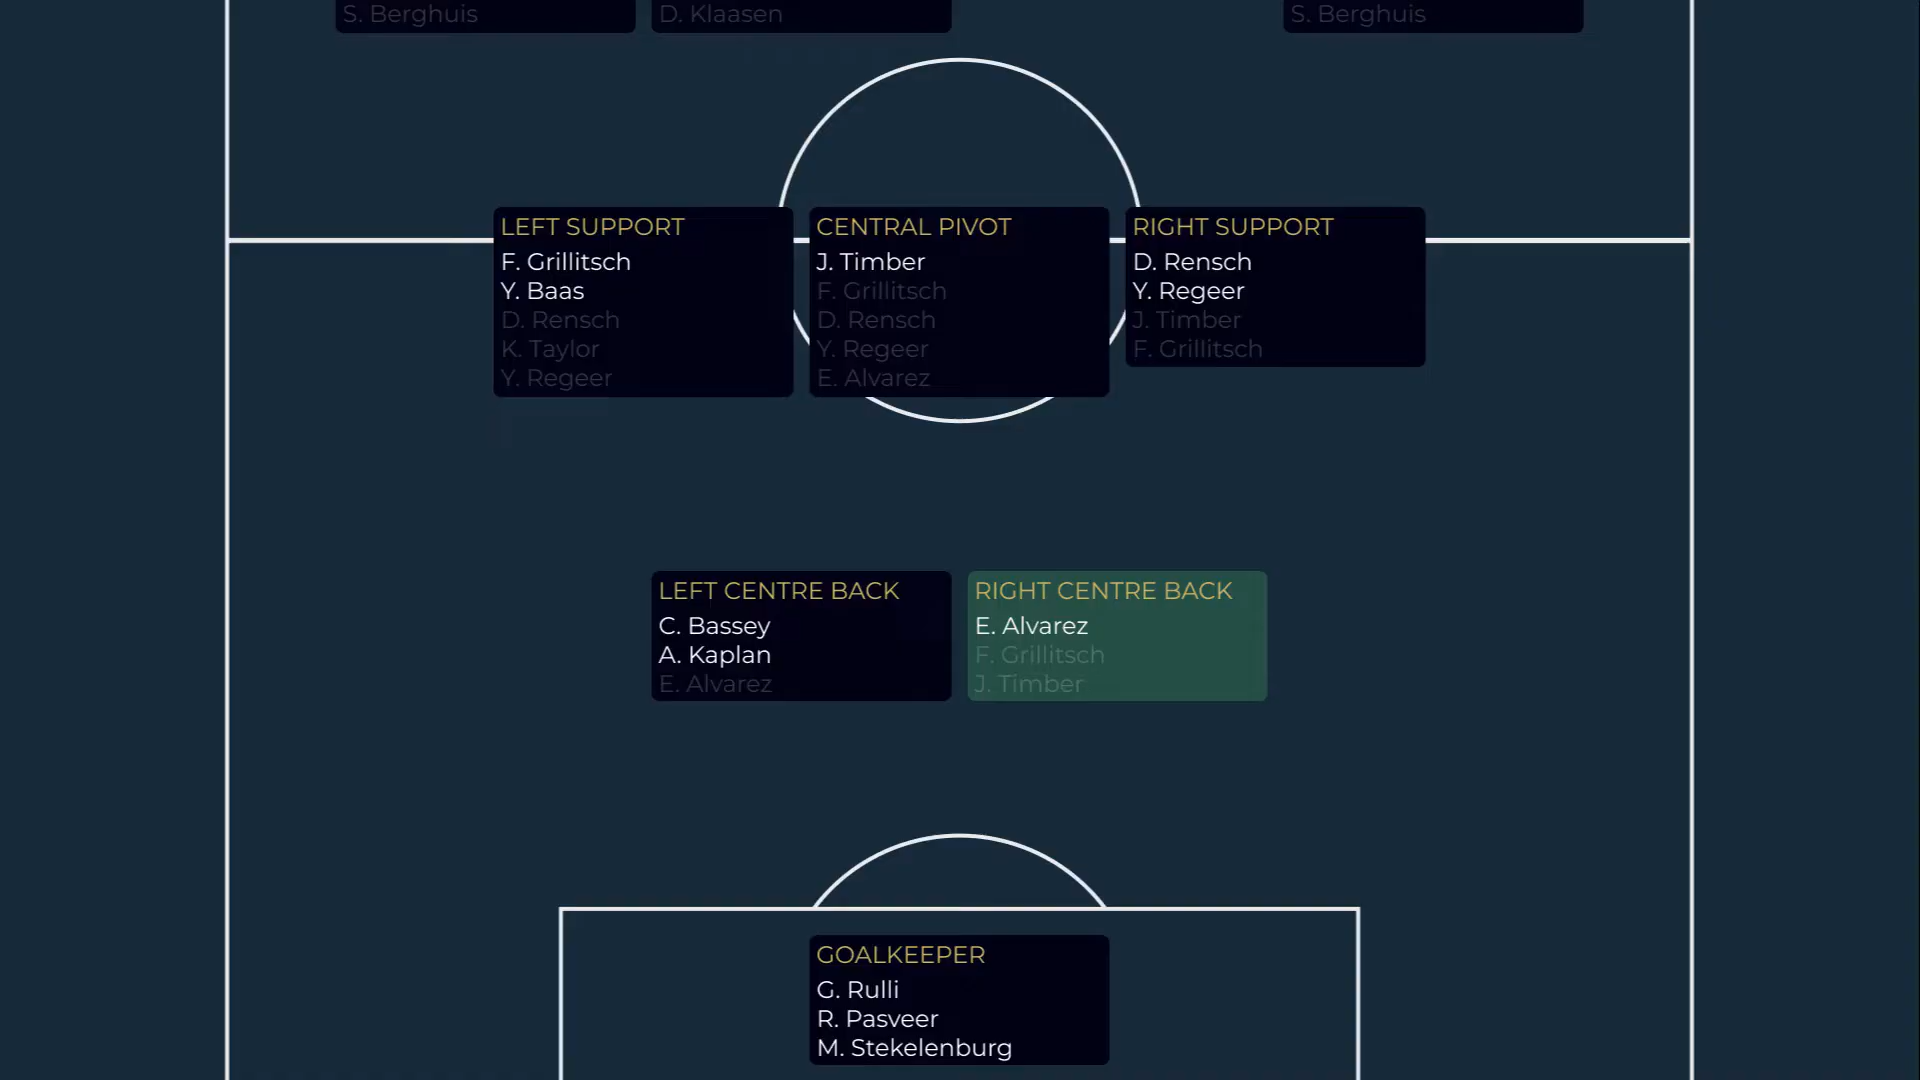 S. Berghuis
D. Klaasen
S. Berghuis
LEFT SUPPORT
F. Grillitsch
Y. Baas
D. Rensch
K. Taylor
Y. Regeer
CENTRAL PIVOT
J. Timber
F. Grillitsch
D. Rensch
Y. Regeer
E. Alvarez
RIGHT SUPPORT
D. Rensch
Y. Regeer
J. Timber
F. Grillitsch
LEFT CENTRE BACK
C. Bassey
A. Kaplan
E. Alvarez
RIGHT CENTRE BACK
E. Alvarez
F. Grillitsch
J. Timber
GOALKEEPER
G. Rulli
R. Pasveer
M. Stekelenburg